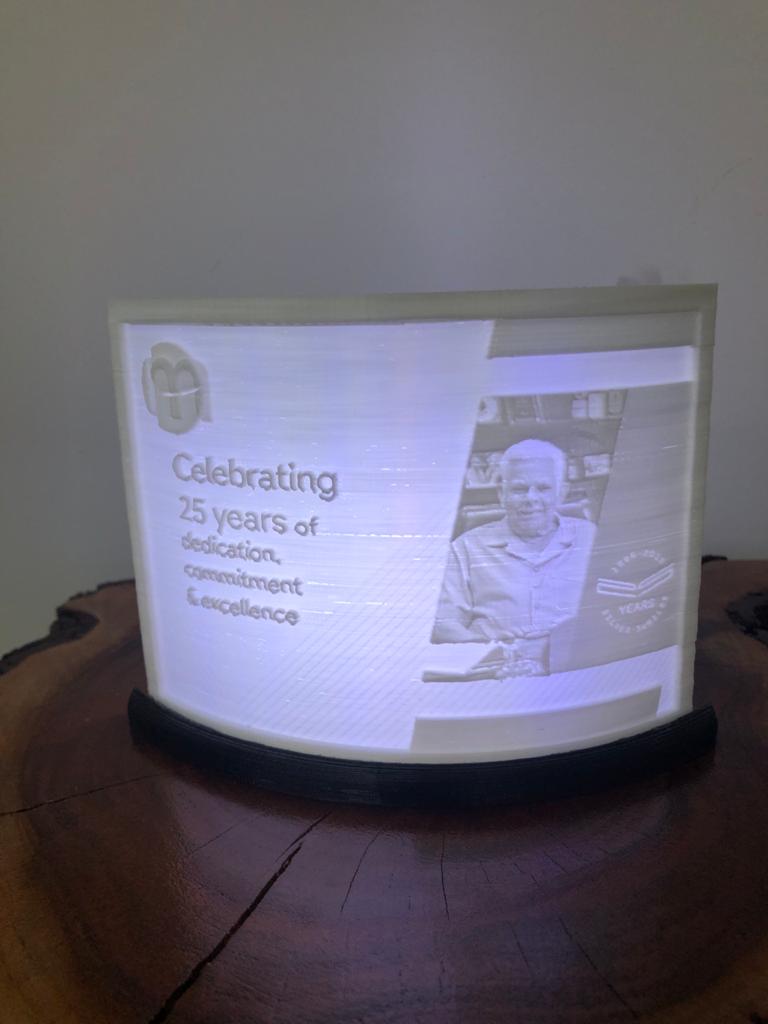 Celebrating
25 years of
dedication,
commitment
& excellence
YEARS